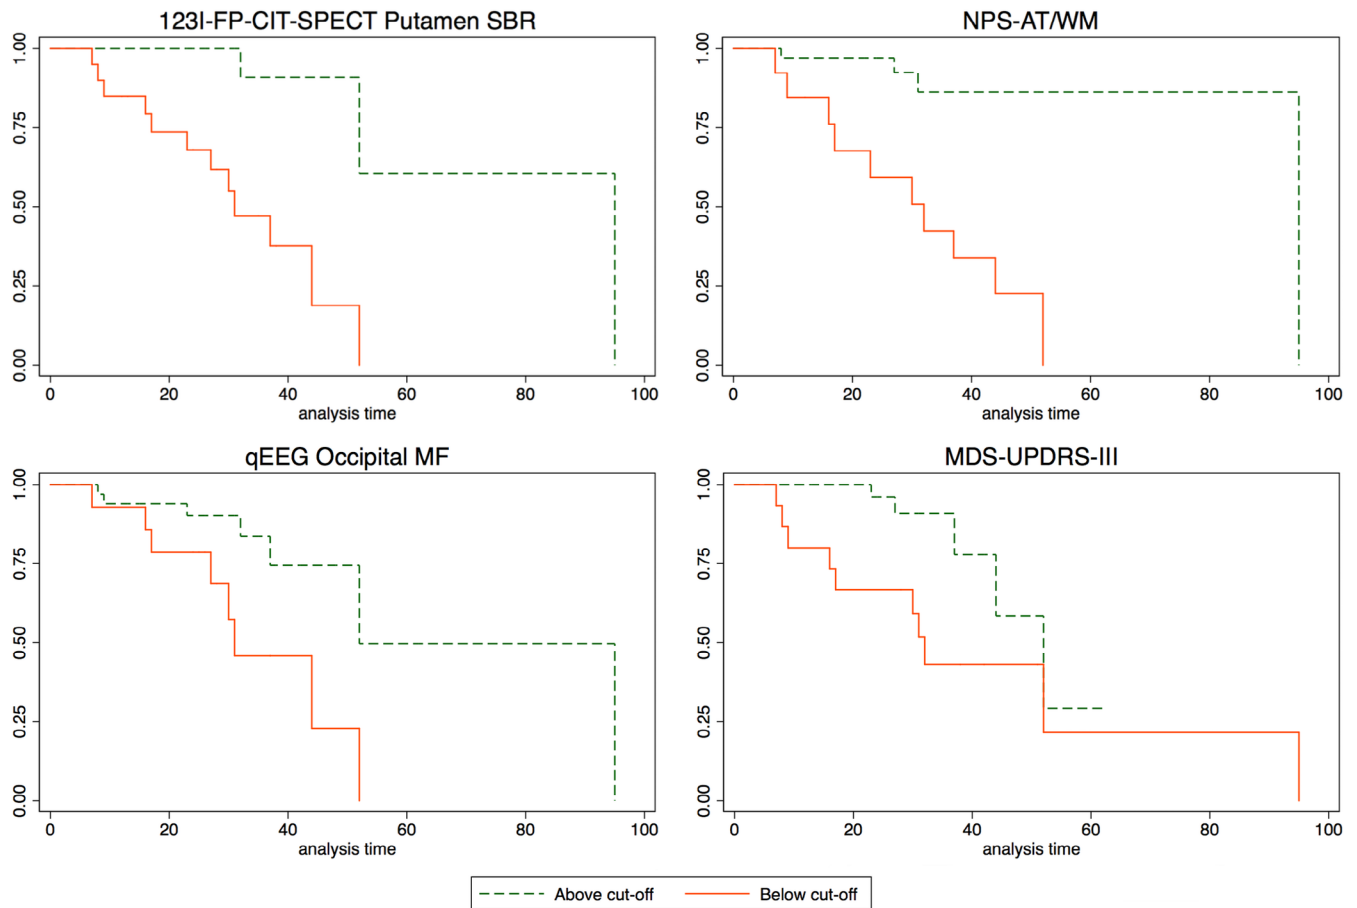 123I-FP-CIT-SPECT Putamen SBR
1.00
0.75
0.50
0.25
0.00
0 20 40 60 80 100
analysis time
NPS-AT/WM
1.00
0.75
0.50
0.25
0.00
0 20 40 60 80 100
analysis time
qEEG Occipital MF
1.00
0.75
0.50
0.25
0.00
0 20 40 60 80 100
analysis time
MDS-UPDRS-III
1.00
0.75
0.50
0.25
0.00
0 20 40 60 80 100
analysis time
Above cut-off Below cut-off